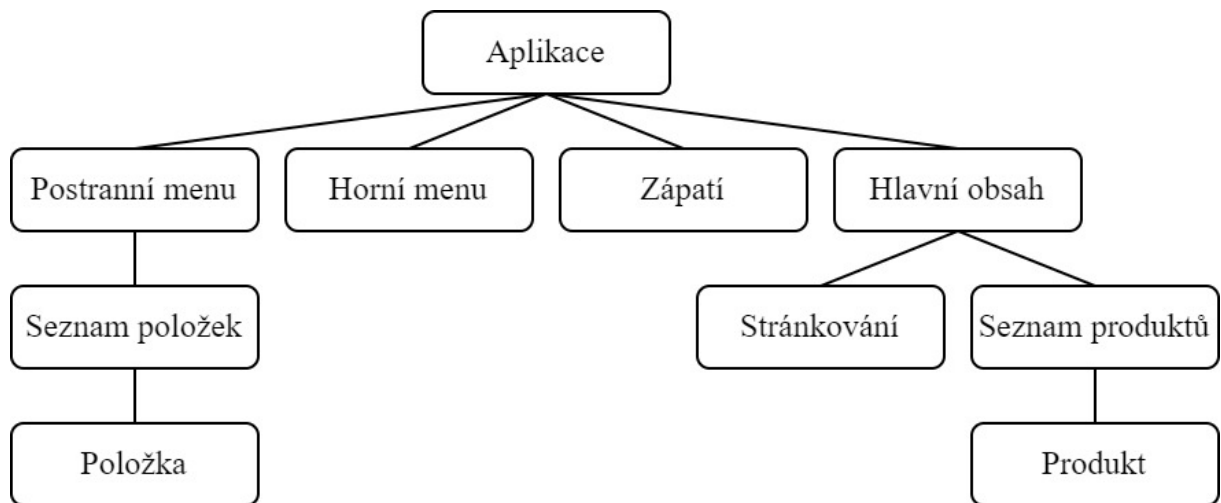 Aplikace
Postranní menu
Horní menu
Zápatí
Hlavní obsah
Seznam položek
Stránkování
Seznam produktů
Položka
Produkt